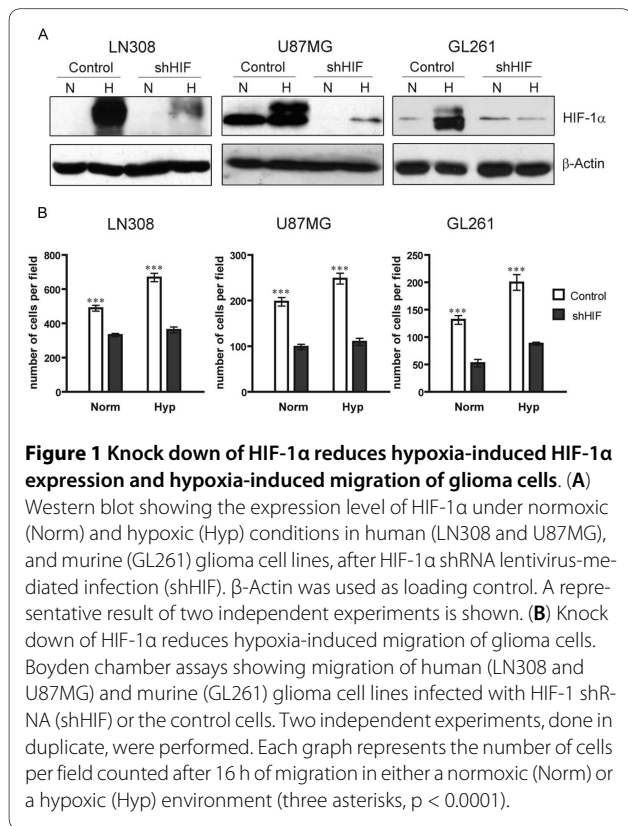 A
LN308
U87MG
GL261
Control shHIF
Control shHIF
Control shHIF
N H N H
N H N H
N H N H
HIF-1α
β-Actin
B
LN308
U87MG
GL261
number of cells per field
800
600
400
200
0
Norm Hyp
*** ***
number of cells per field
300
200
100
0
Norm Hyp
*** ***
number of cells per field
250
200
150
100
50
0
Norm Hyp
*** ***
Control
shHIF
Figure 1 Knock down of HIF-1α reduces hypoxia-induced HIF-1α
expression and hypoxia-induced migration of glioma cells. (A)
Western blot showing the expression level of HIF-1α under normoxic
(Norm) and hypoxic (Hyp) conditions in human (LN308 and U87MG),
and murine (GL261) glioma cell lines, after HIF-1α shRNA lentivirus-me-
diated infection (shHIF). β-Actin was used as loading control. A repre-
sentative result of two independent experiments is shown. (B) Knock
down of HIF-1α reduces hypoxia-induced migration of glioma cells.
Boyden chamber assays showing migration of human (LN308 and
U87MG) and murine (GL261) glioma cell lines infected with HIF-1 shR-
NA (shHIF) or the control cells. Two independent experiments, done in
duplicate, were performed. Each graph represents the number of cells
per field counted after 16 h of migration in either a normoxic (Norm) or
a hypoxic (Hyp) environment (three asterisks, p < 0.0001).